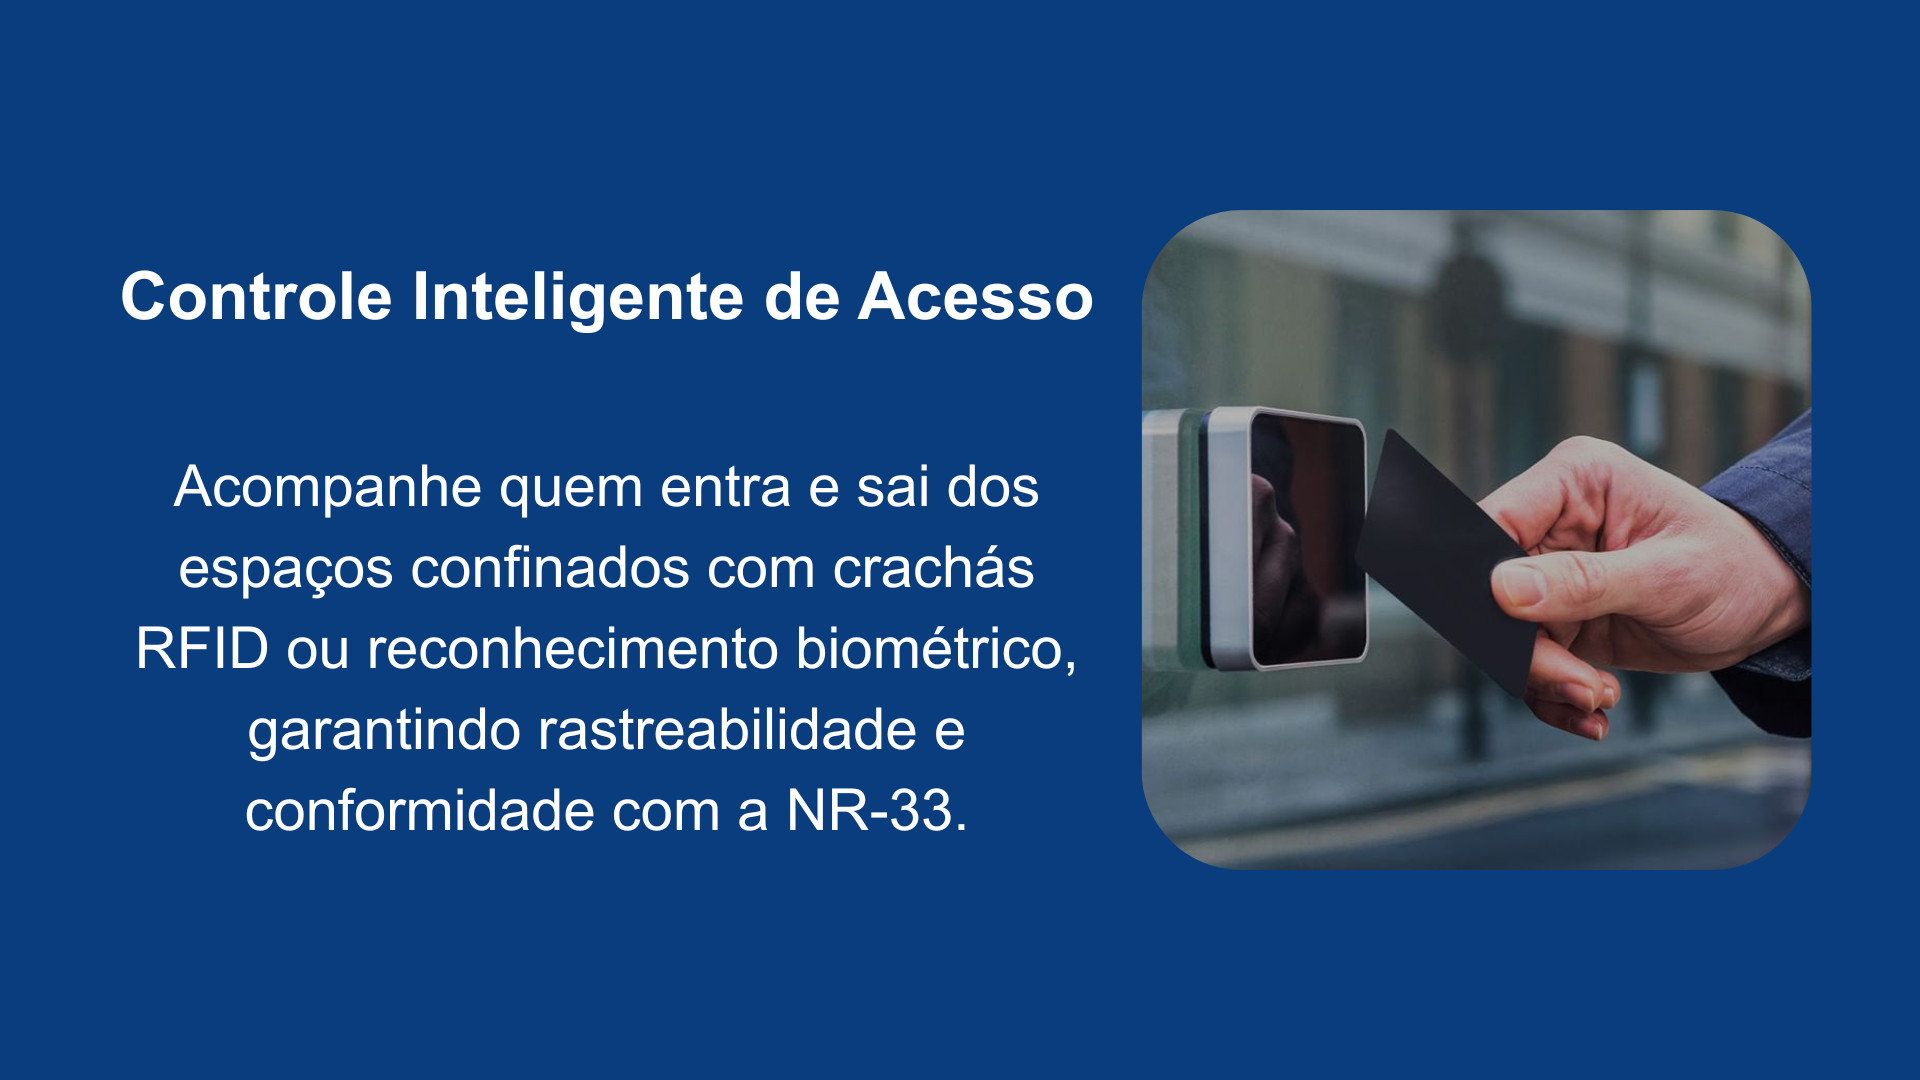 Controle Inteligente de Acesso
Acompanhe quem entra e sai dos
espaços confinados com crachás
RFID ou reconhecimento biométrico,
garantindo rastreabilidade e
conformidade com a NR-33.